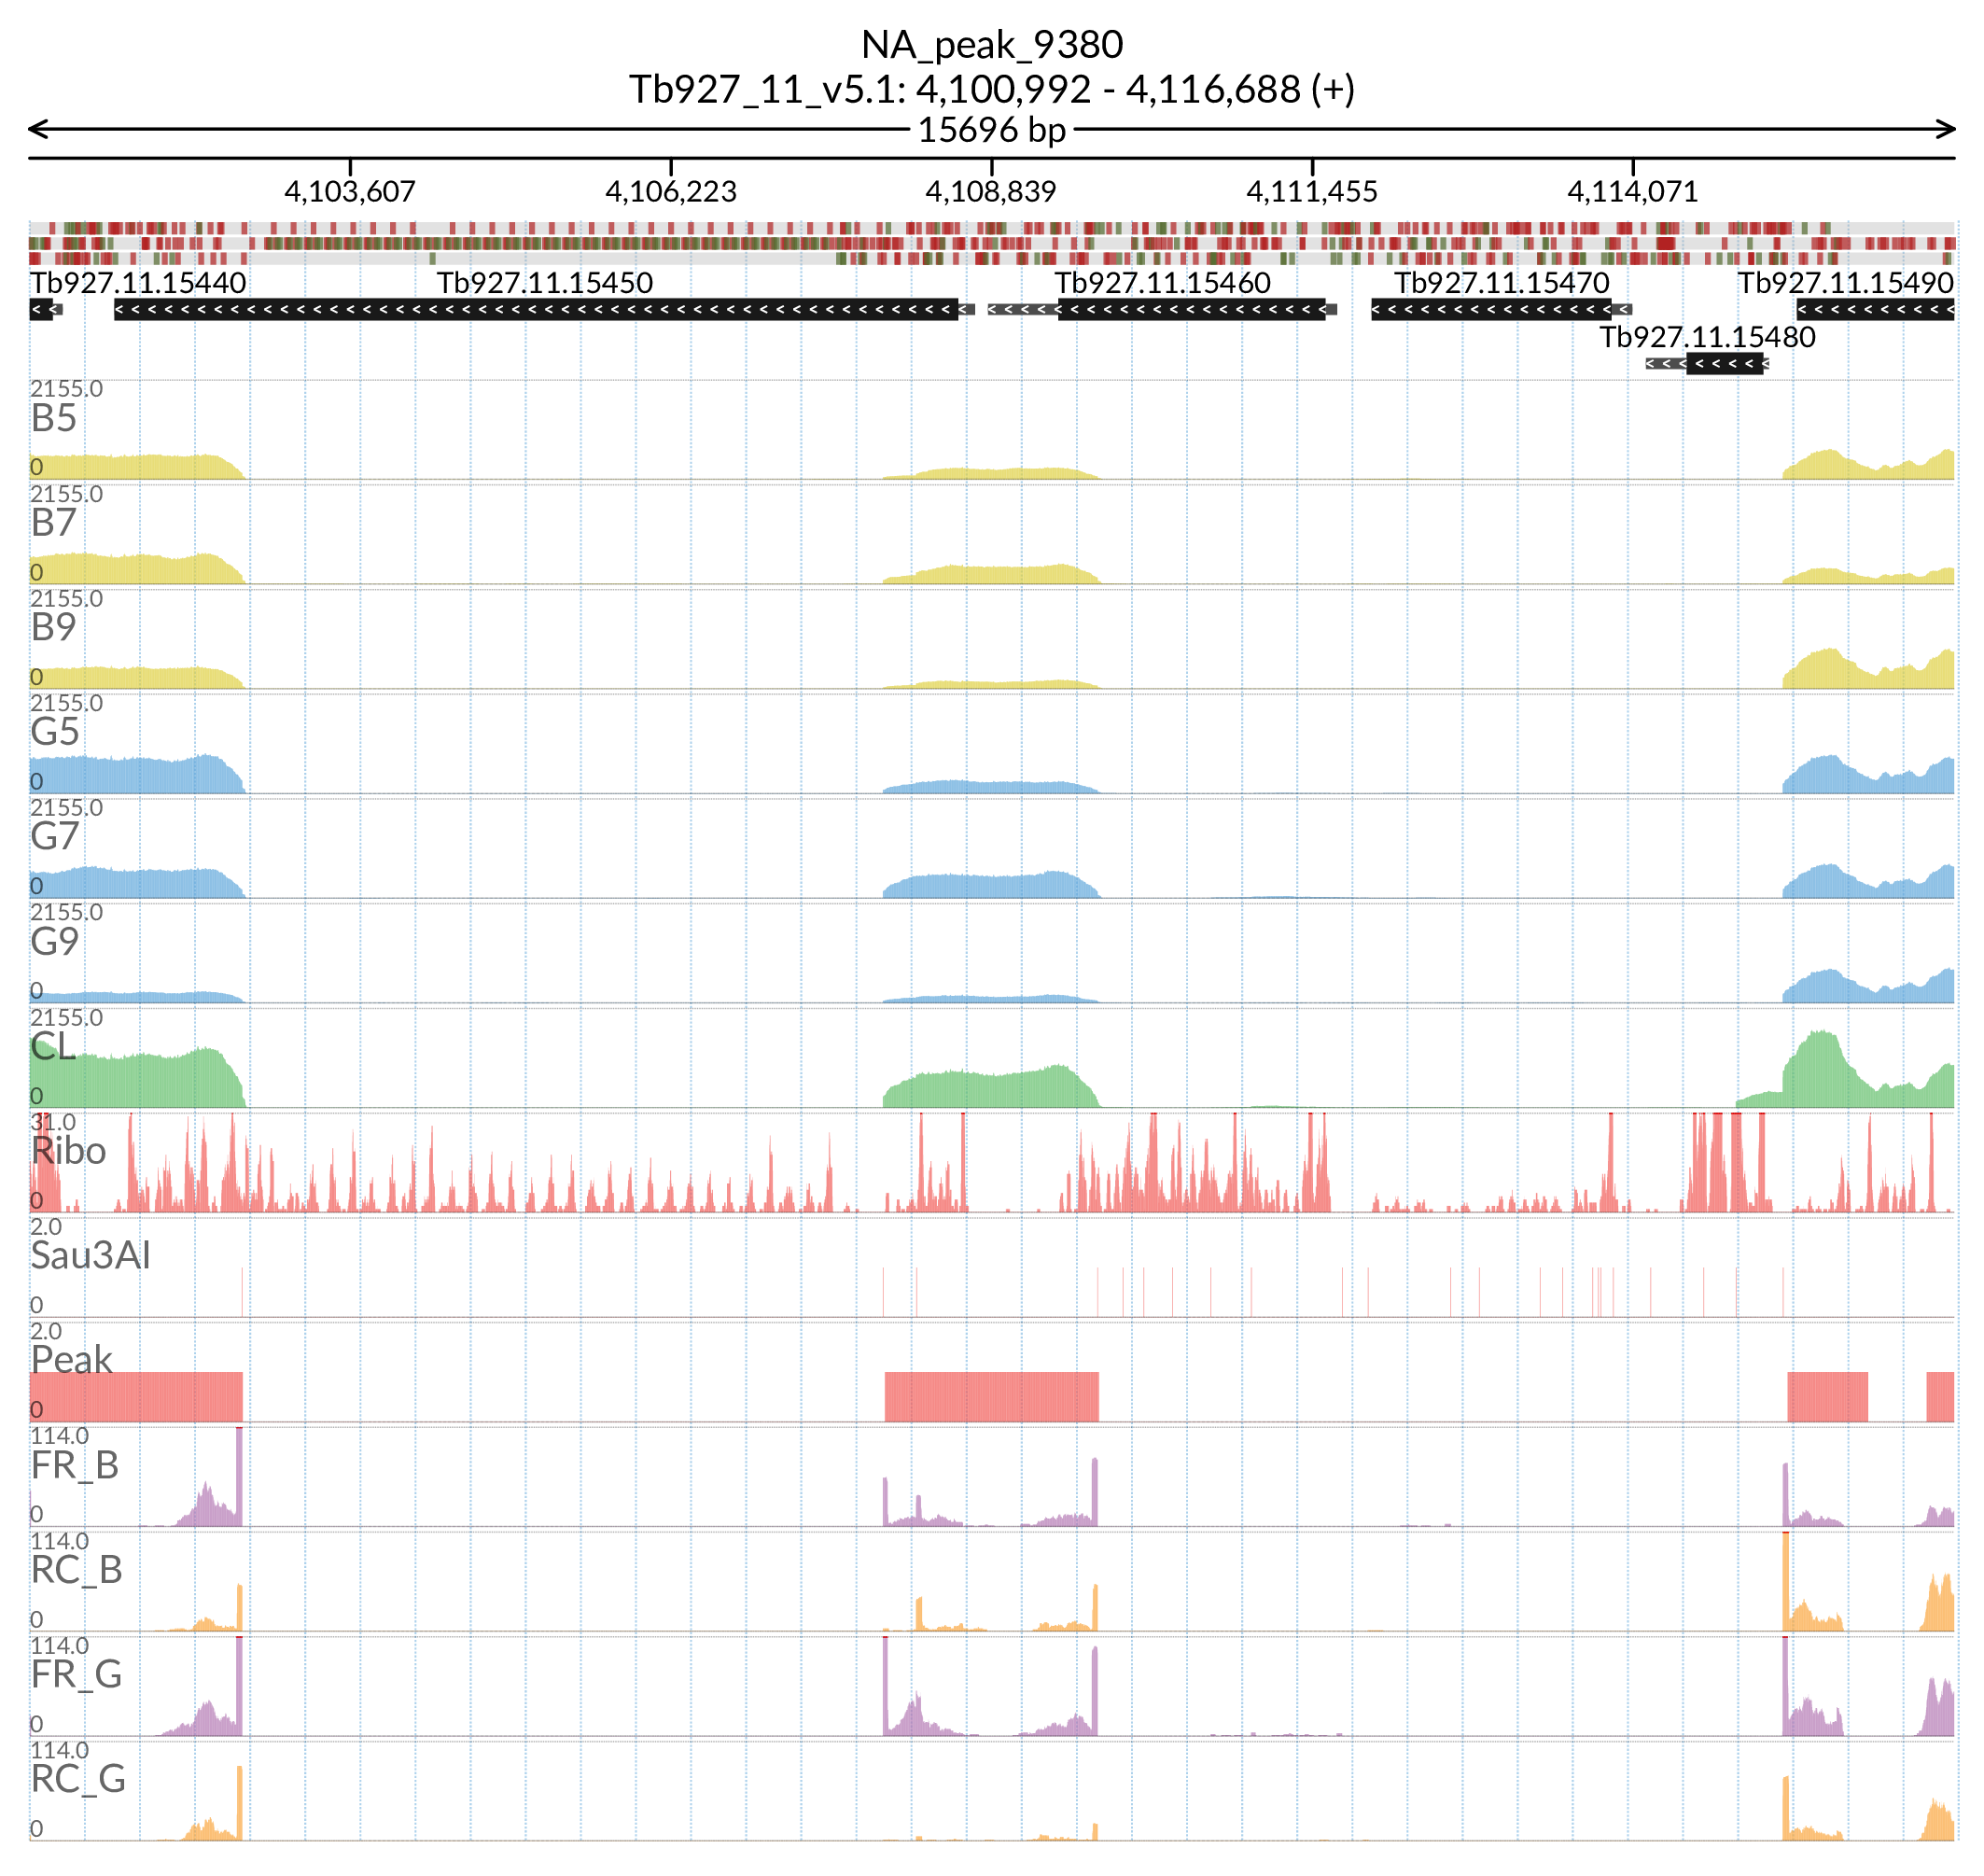 NA_peak_9380
Tb927_11_v5.1: 4,100,992 - 4,116,688 (+)
15696 bp
4,103,607 4,106,223 4,108,839 4,111,455 4,114,071
Tb927.11.15440 Tb927.11.15450 Tb927.11.15460 Tb927.11.15470 Tb927.11.15490
Tb927.11.15480
2155.0
B5
0
2155.0
B7
0
2155.0
B9
0
2155.0
G5
0
2155.0
G7
0
2155.0
G9
0
2155.0
CL
0
31.0
Ribo
0
2.0
Sau3AI
0
2.0
Peak
0
114.0
FR_B
0
114.0
RC_B
0
114.0
FR_G
0
114.0
RC_G
0